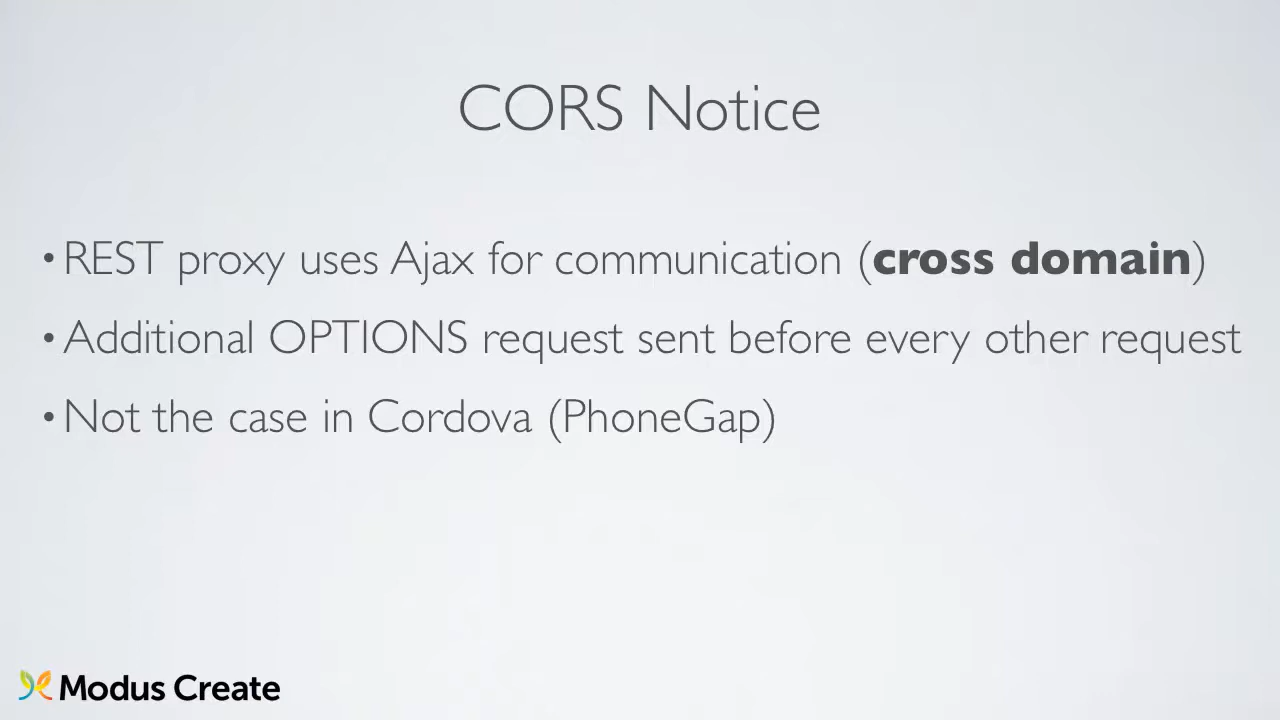 CORS Notice
• REST proxy uses Ajax for communication (cross domain)
• Additional OPTIONS request sent before every other request
• Not the case in Cordova (PhoneGap)
Modus Create